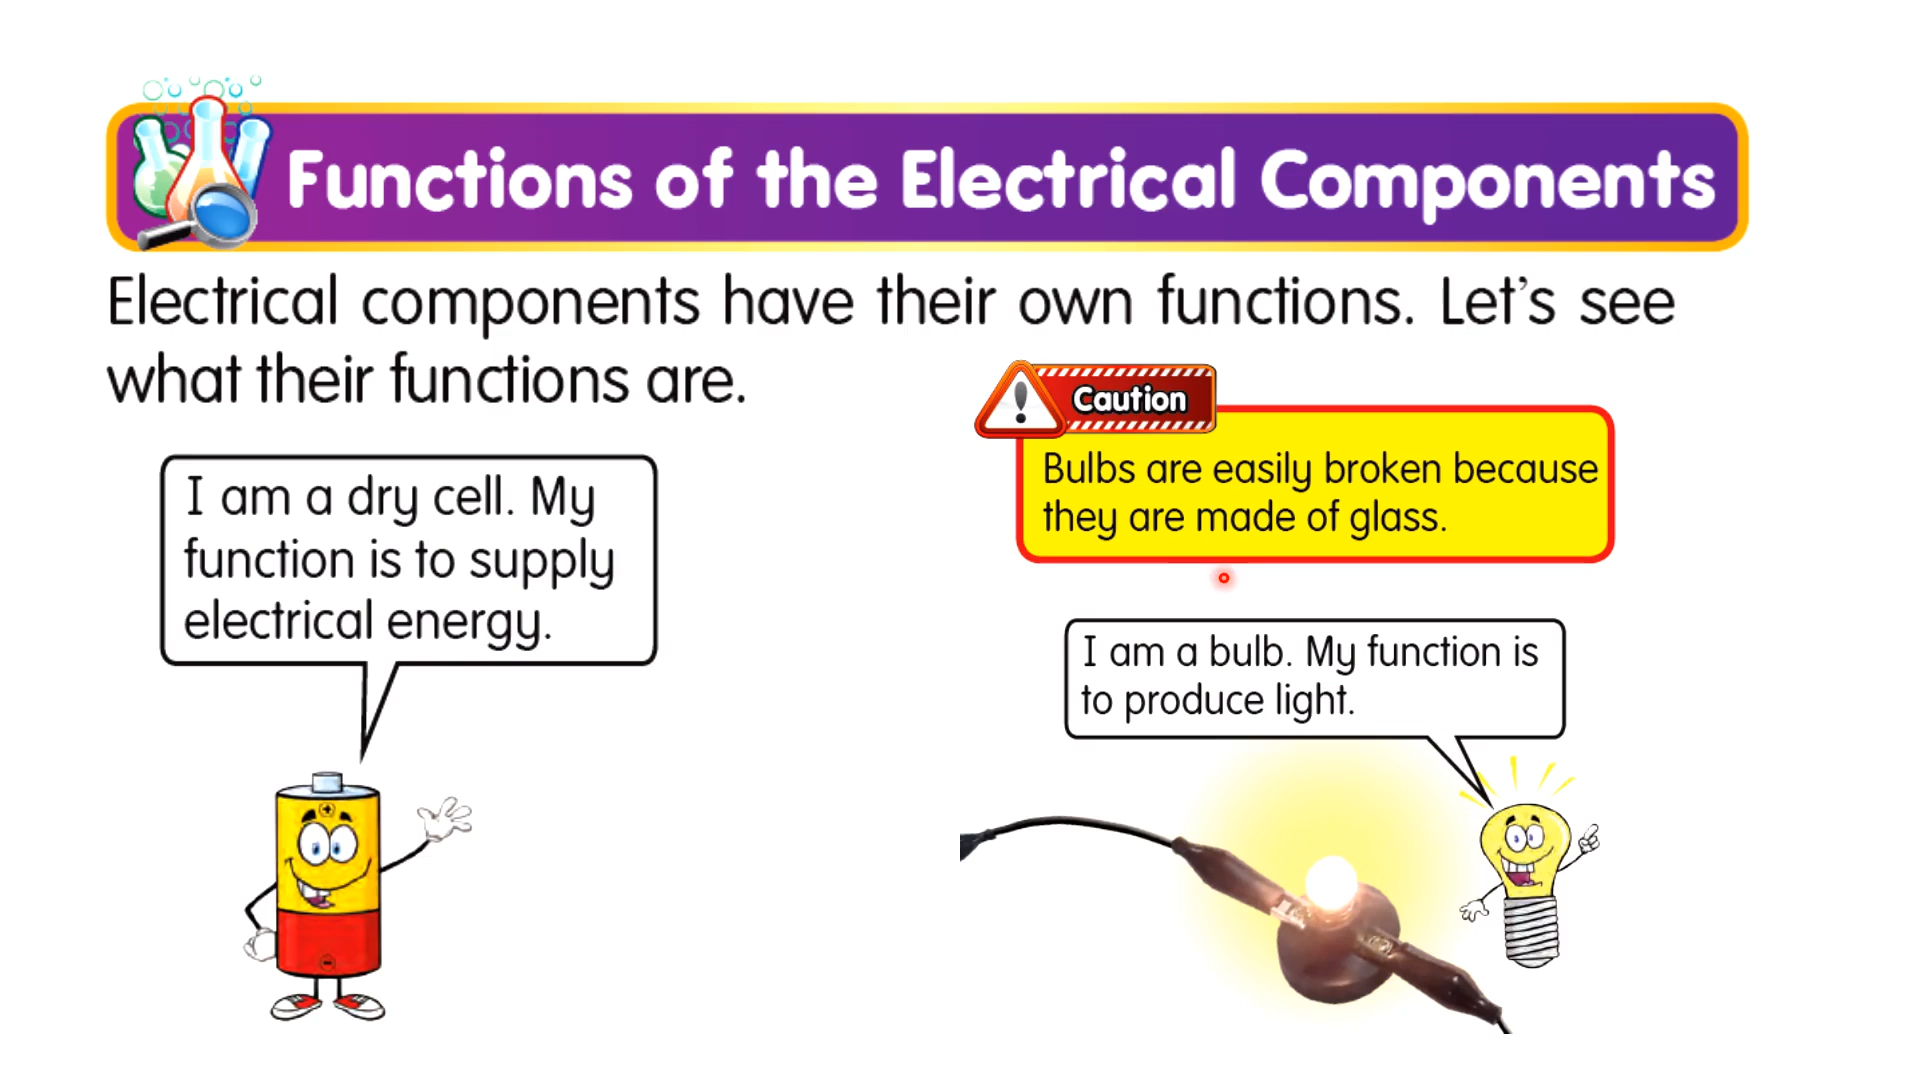 Functions of the Electrical Components
Electrical components have their own functions. Let's see
what their functions are.
Caution
Bulbs are easily broken because
they are made of glass.
I am a dry cell. My
function is to supply
electrical energy.
I am a bulb. My function is
to produce light.